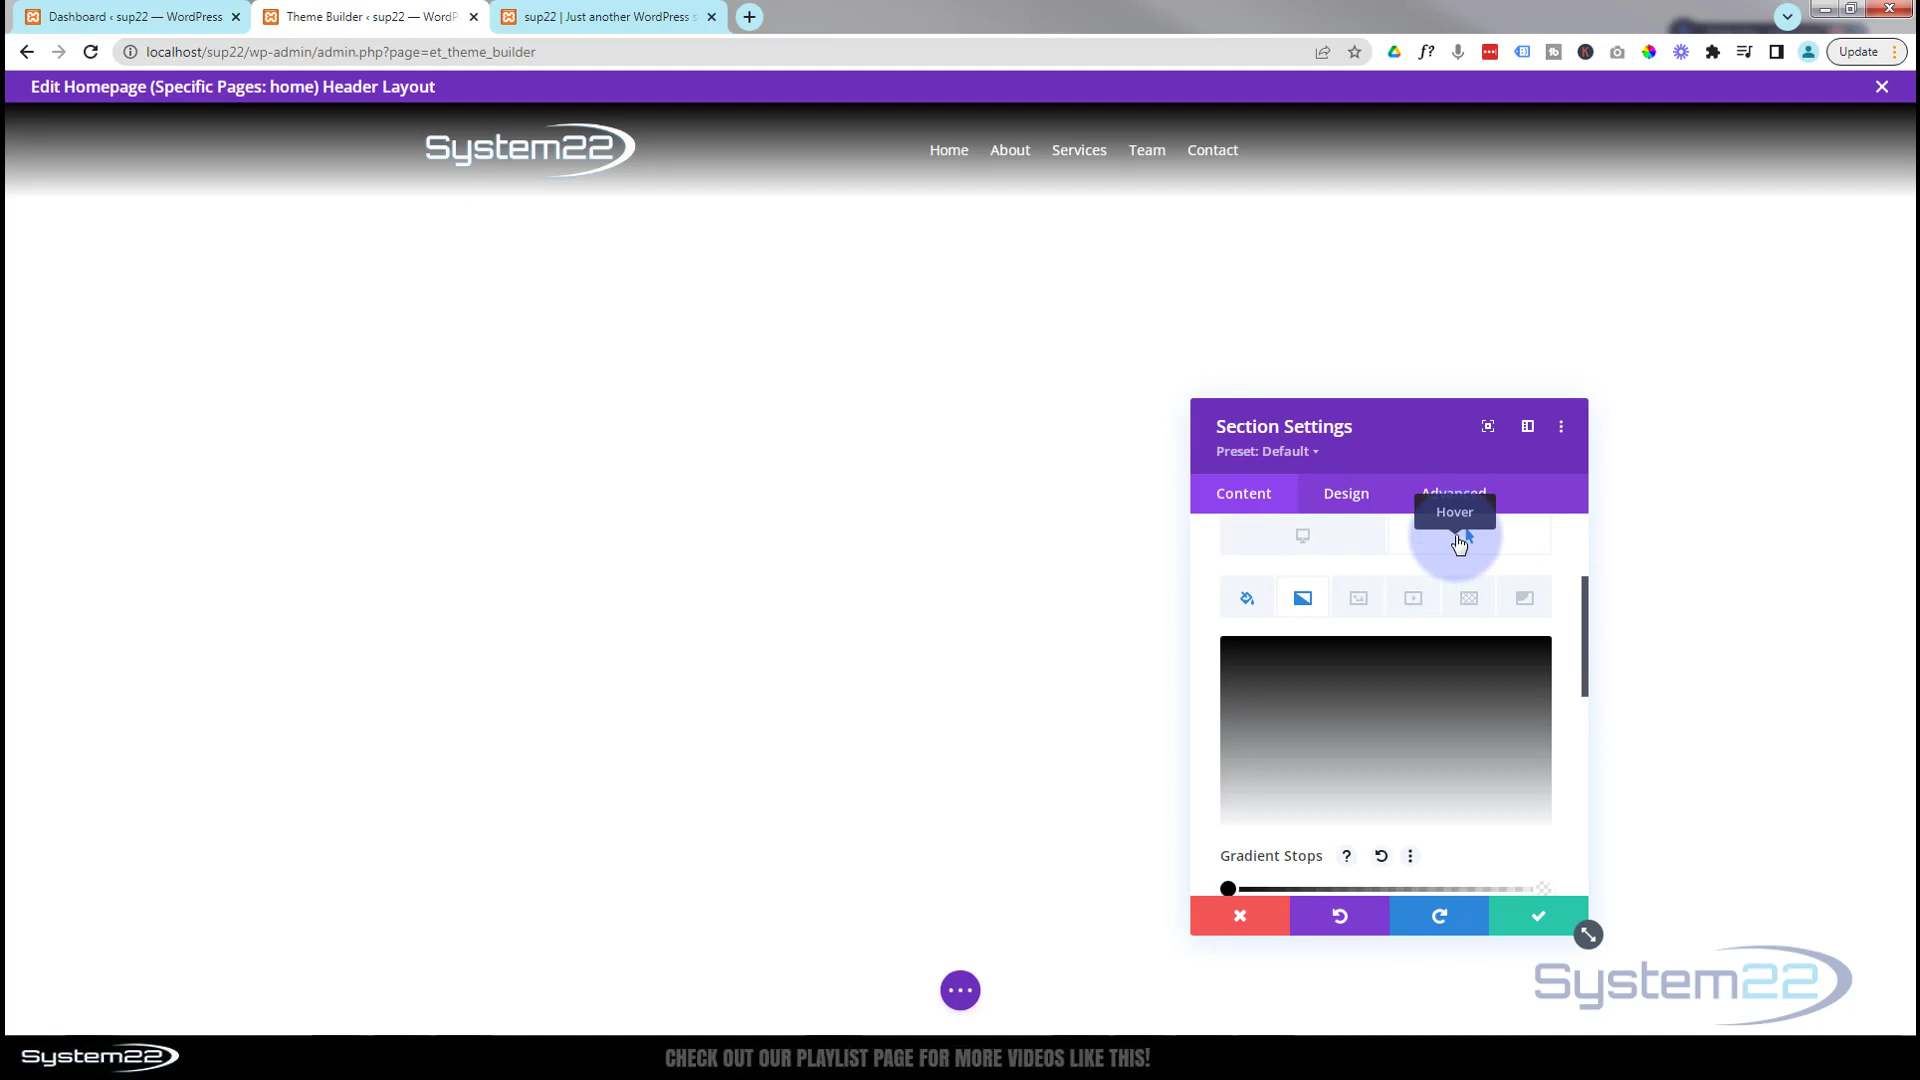 Dashboard ‹ sup22 — WordPress
Theme Builder ‹ sup22 — WordP
sup22 | Just another WordPress s
localhost/sup22/wp-admin/admin.php?page=et_theme_builder
Update
Edit Homepage (Specific Pages: home) Header Layout
System22
Home About Services Team Contact
Section Settings
Preset: Default
Content Design Advanced
Hover
Gradient Stops
System22
System22
CHECK OUT OUR PLAYLIST PAGE FOR MORE VIDEOS LIKE THIS!